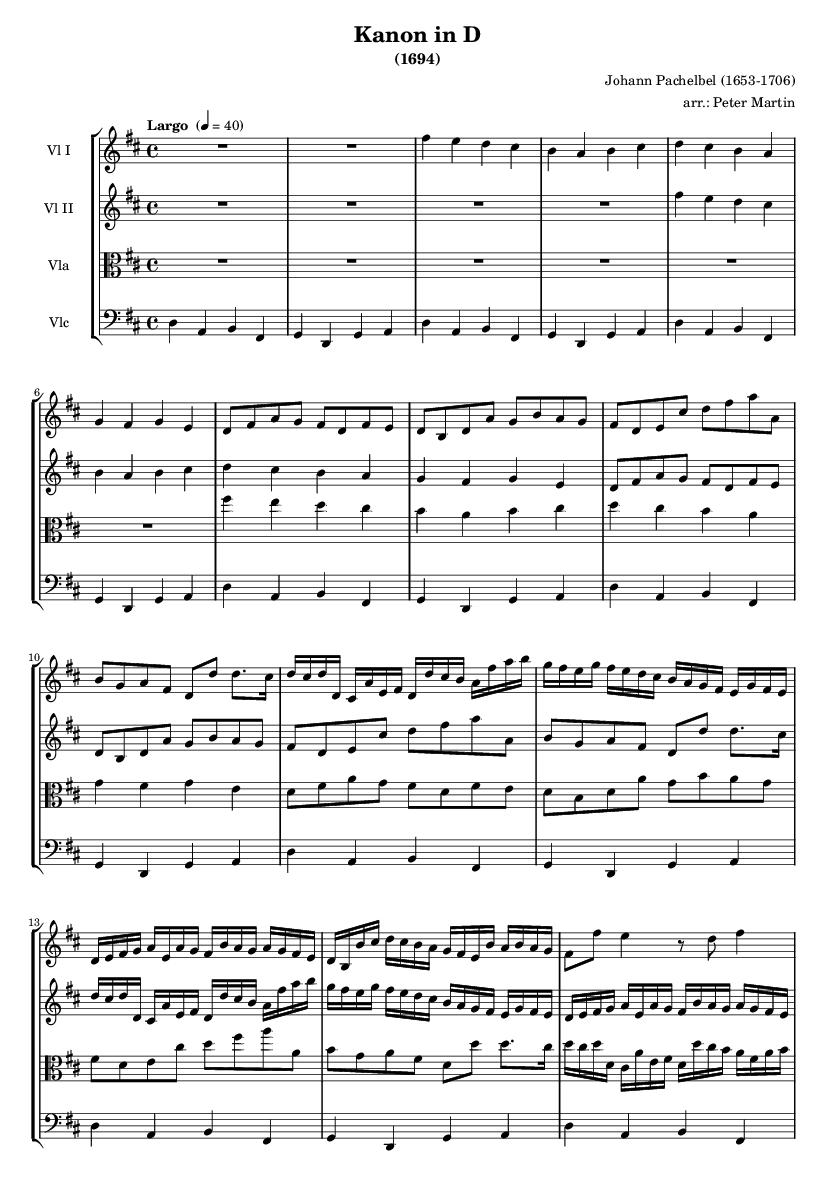 Kanon in D
(1694)
Johann Pachelbel (1653-1706)
arr.: Peter Martin
Largo (♩ = 40)
Vl I
Vl II
Vla
Vlc
6
10
13